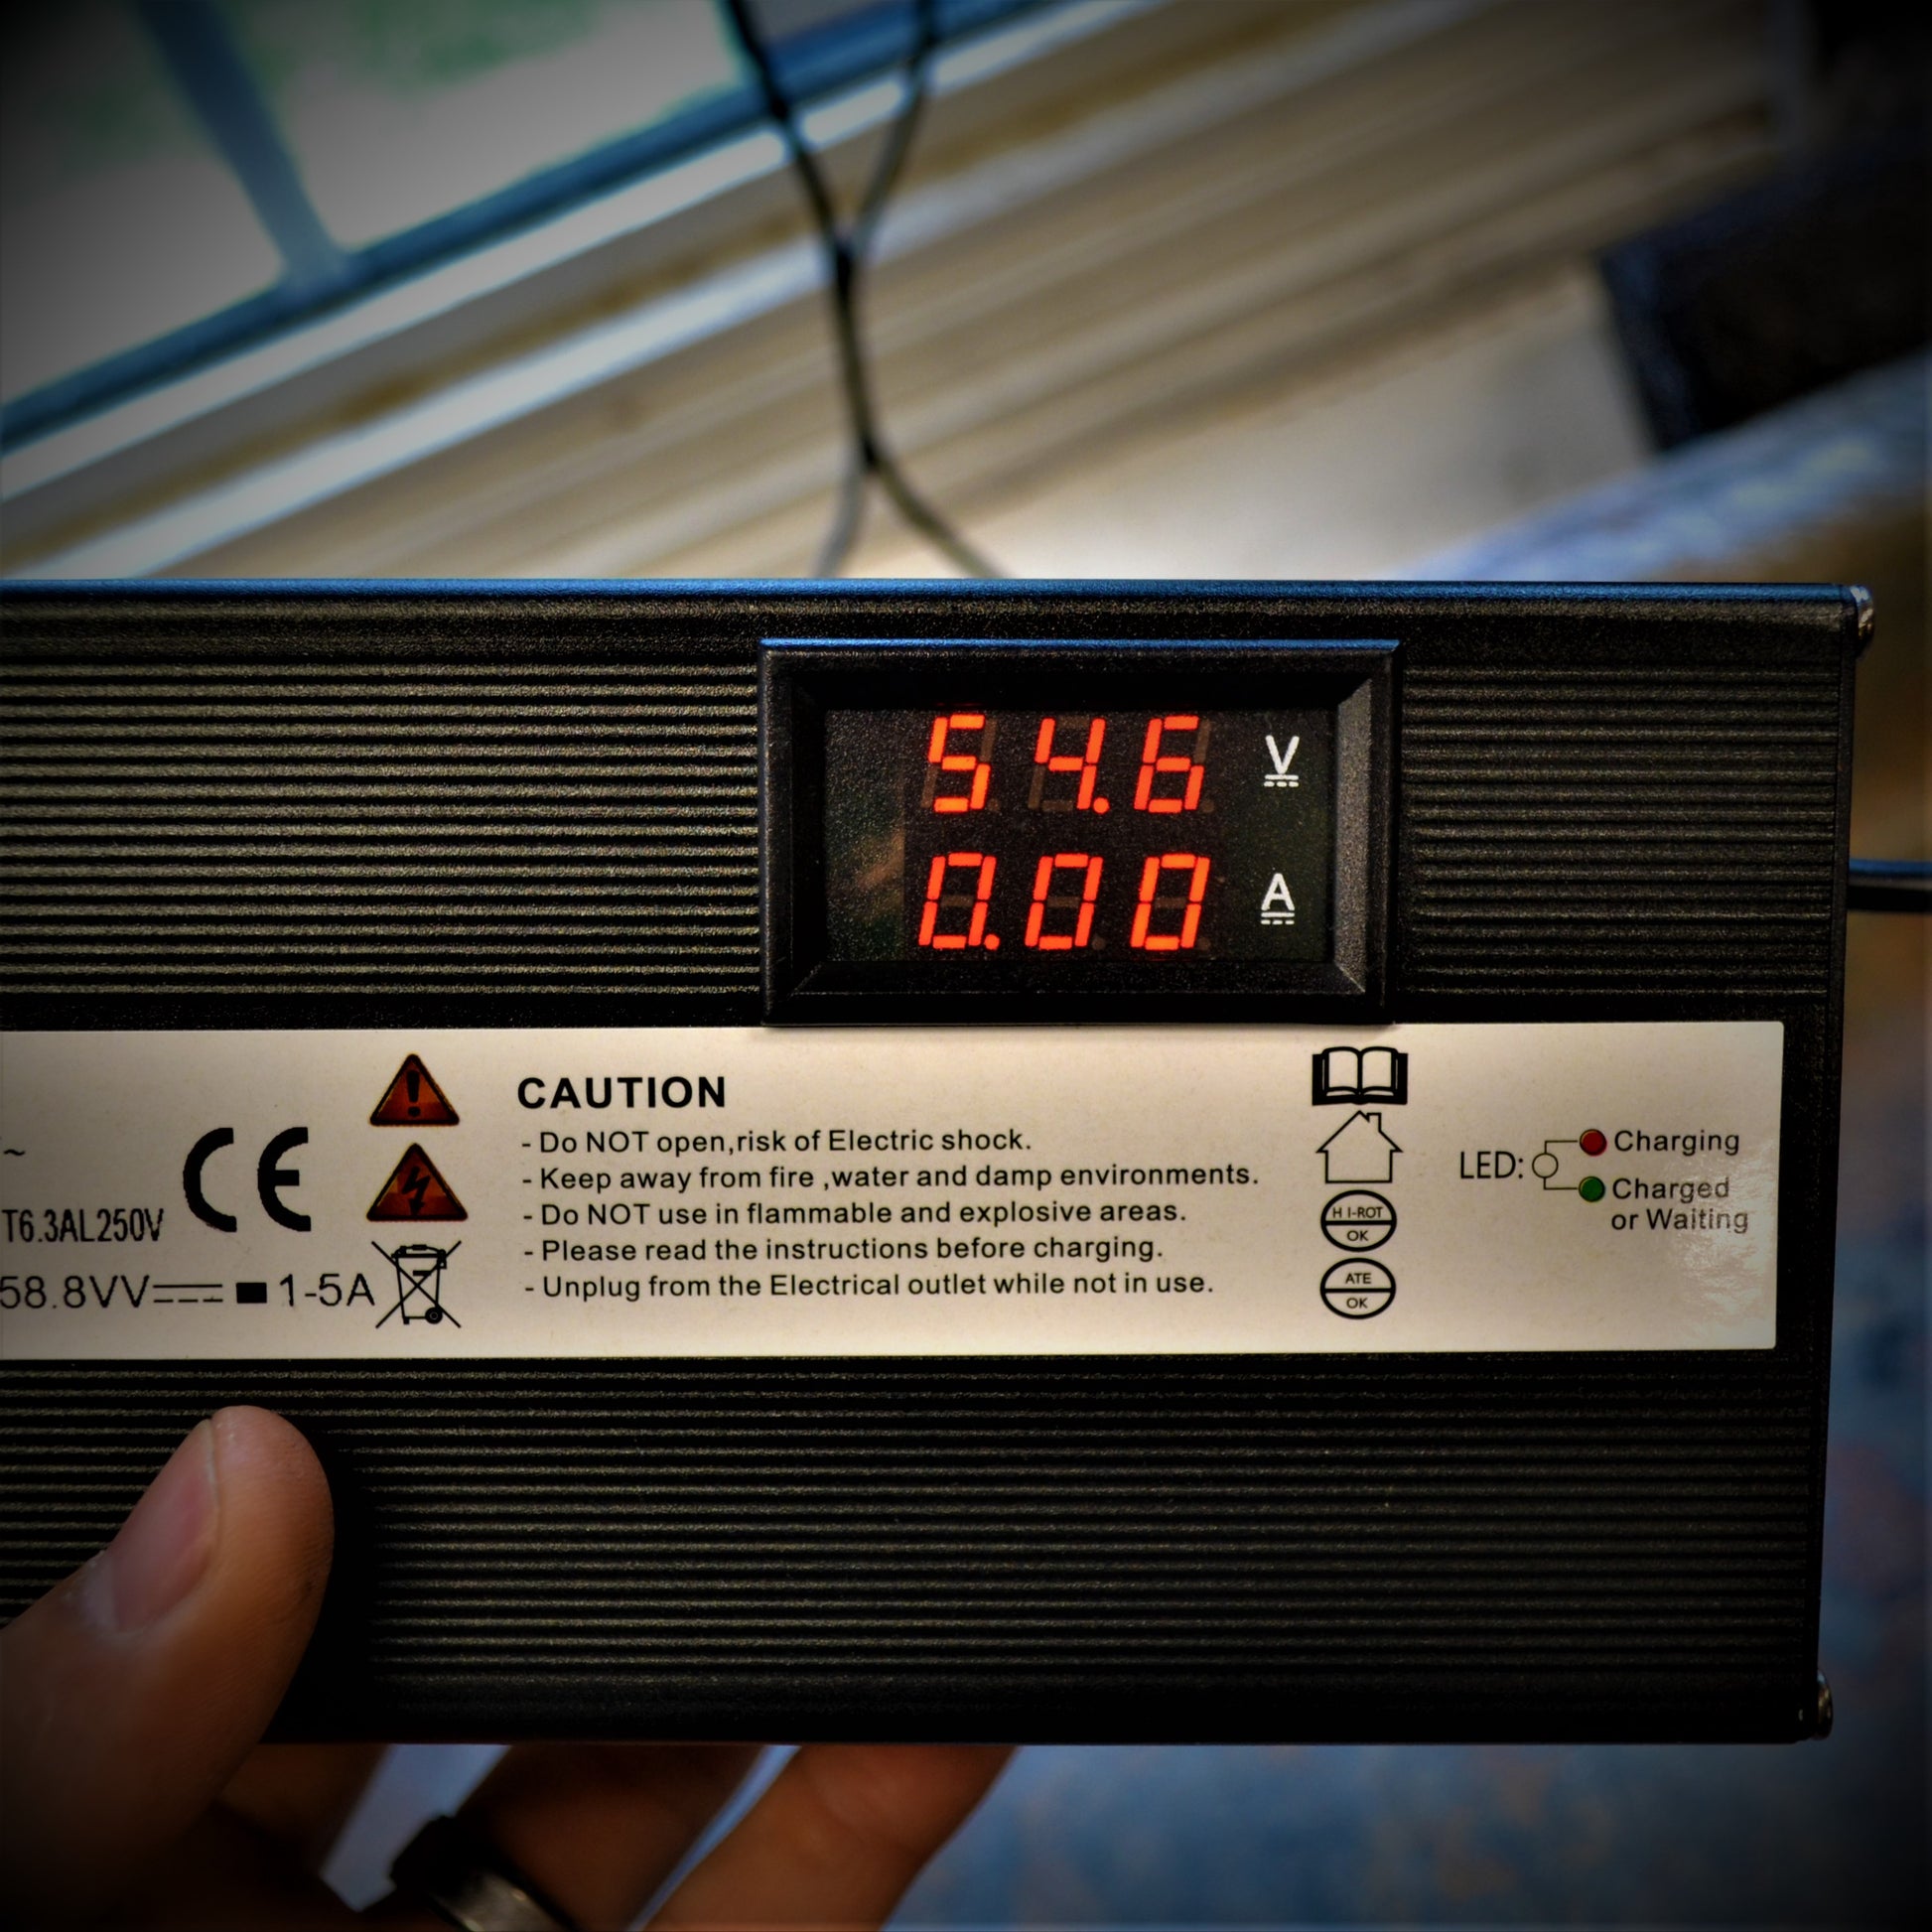 54.6 V
0.00 A
~
CE
T6.3AL250V
58.8VV 1-5A
CAUTION
- Do NOT open,risk of Electric shock.
- Keep away from fire ,water and damp environments.
- Do NOT use in flammable and explosive areas.
- Please read the instructions before charging.
- Unplug from the Electrical outlet while not in use.
H I-ROT
OK
ATE
OK
LED:
Charging
Charged
or Waiting